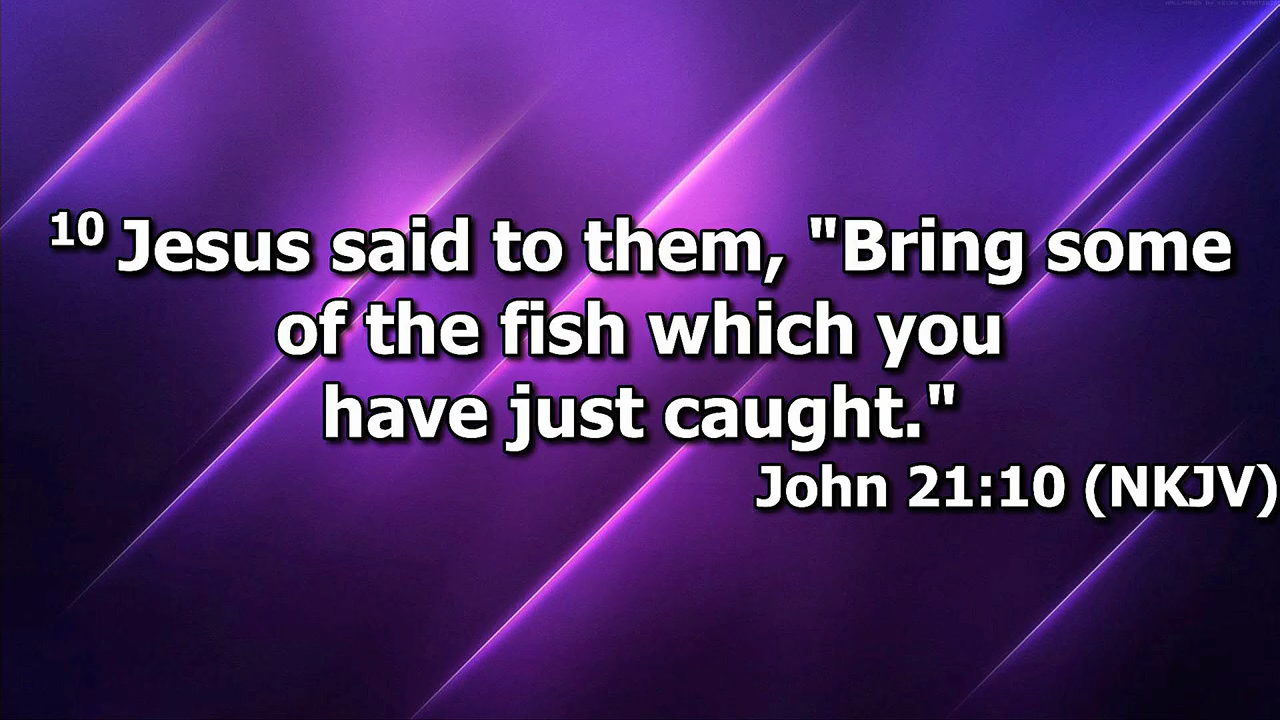 10 Jesus said to them, "Bring some
of the fish which you
have just caught."
John 21:10 (NKJV)